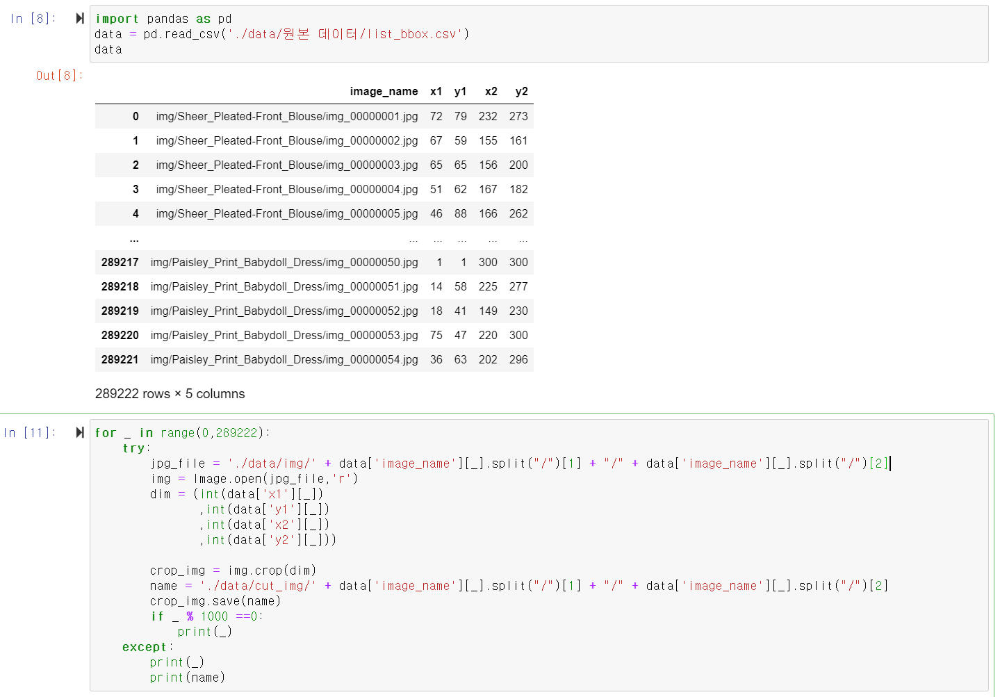 In [8]:
import pandas as pd
data = pd.read_csv('./data/원본 데이터/list_bbox.csv')
data
Out[8]:
image_name x1 y1 x2 y2
0 img/Sheer_Pleated-Front_Blouse/img_00000001.jpg 72 79 232 273
1 img/Sheer_Pleated-Front_Blouse/img_00000002.jpg 67 59 155 161
2 img/Sheer_Pleated-Front_Blouse/img_00000003.jpg 65 65 156 200
3 img/Sheer_Pleated-Front_Blouse/img_00000004.jpg 51 62 167 182
4 img/Sheer_Pleated-Front_Blouse/img_00000005.jpg 46 88 166 262
... ... ... ... ... ...
289217 img/Paisley_Print_Babydoll_Dress/img_00000050.jpg 1 1 300 300
289218 img/Paisley_Print_Babydoll_Dress/img_00000051.jpg 14 58 225 277
289219 img/Paisley_Print_Babydoll_Dress/img_00000052.jpg 18 41 149 230
289220 img/Paisley_Print_Babydoll_Dress/img_00000053.jpg 75 47 220 300
289221 img/Paisley_Print_Babydoll_Dress/img_00000054.jpg 36 63 202 296
289222 rows × 5 columns
In [11]:
for _ in range(0,289222):
    try:
        jpg_file = './data/img/' + data['image_name'][_].split("/")[1] + "/" + data['image_name'][_].split("/")[2]
        img = Image.open(jpg_file,'r')
        dim = (int(data['x1'][_])
               ,int(data['y1'][_])
               ,int(data['x2'][_])
               ,int(data['y2'][_]))
        crop_img = img.crop(dim)
        name = './data/cut_img/' + data['image_name'][_].split("/")[1] + "/" + data['image_name'][_].split("/")[2]
        crop_img.save(name)
        if _ % 1000 ==0:
            print(_)
    except:
        print(_)
        print(name)